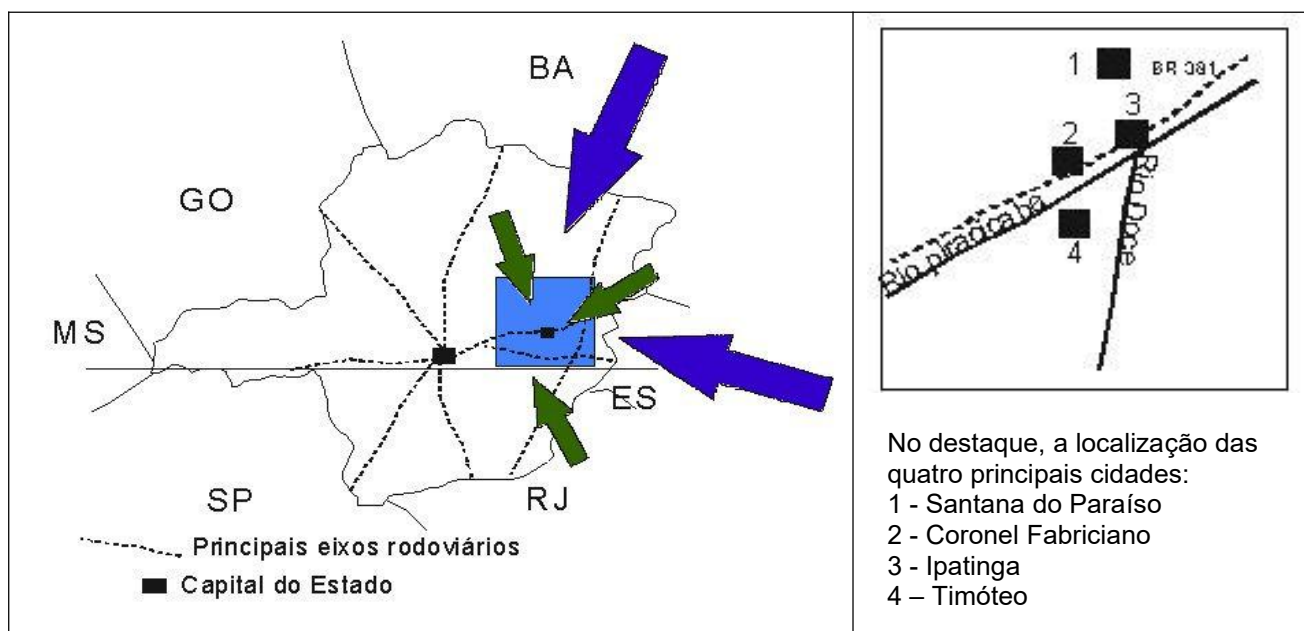 BA
GO
MS
ES
SP
RJ
Principais eixos rodoviários
Capital do Estado
1
BR 381
3
2
Rio piracicaba
Rio Doce
4
No destaque, a localização das
quatro principais cidades:
1 - Santana do Paraíso
2 - Coronel Fabriciano
3 - Ipatinga
4 – Timóteo